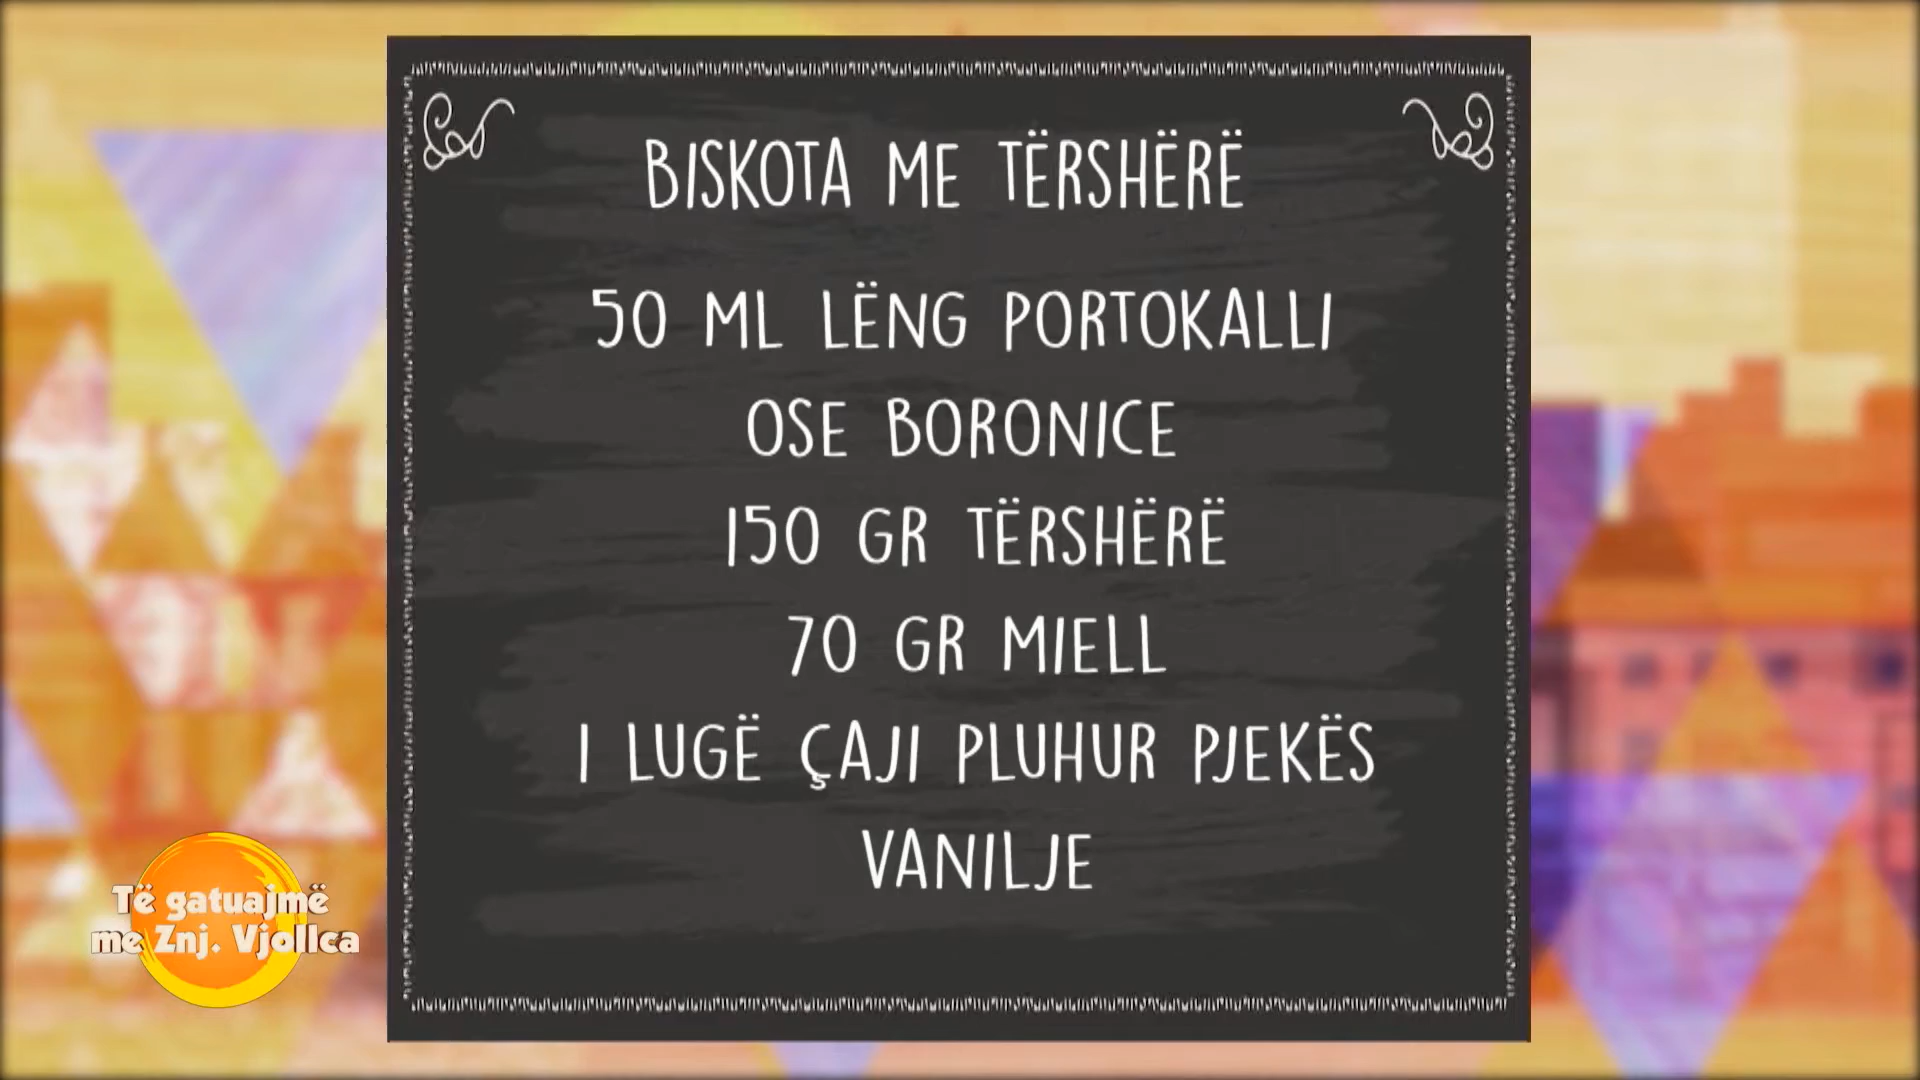 BISKOTA ME TËRSHËRË
50 ML LËNG PORTOKALLI
OSE BORONICE
150 GR TËRSHËRË
70 GR MIELL
1 LUGË ÇAJI PLUHUR PJEKËS
VANILJE
Të gatuajmë
me Znj. Vjollca